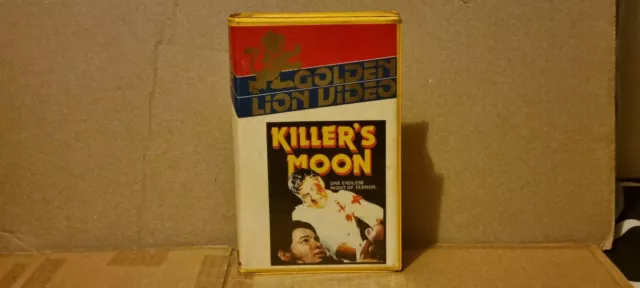 GOLDEN
LION VIDEO
KILLER'S
MOON
ONE ENDLESS
NIGHT OF TERROR